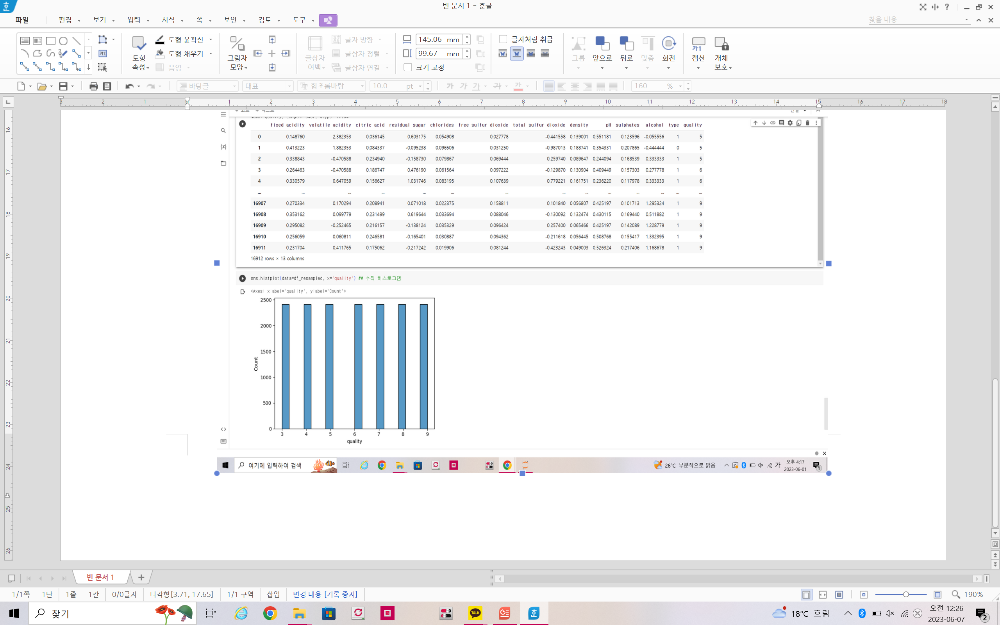 빈 문서 1 - 한글
파일 편집 보기 입력 서식 쪽 보안 검토 도구 찾을 내용
도형 속성 도형 윤곽선 도형 채우기 음영 그림자 모양 글상자 여백 글자 방향 글상자 정렬 글상자 연결 145.06 mm 99.67 mm 크기 고정 글자처럼 취급 그룹 앞으로 뒤로 맞춤 회전 캡션 개체 보호
바탕글 대표 함초롬바탕 10.0 pt 가 가 가 가 가 160 %
3 2 1 0 1 2 3 4 5 6 7 8 9 10 11 12 13 14 15 16 17 18
fixed acidity volatile acidity citric acid residual sugar chlorides free sulfur dioxide total sulfur dioxide density pH sulphates alcohol type quality
0 0.148760 2.382353 0.036145 0.603175 0.054908 0.027778 -0.441558 0.139001 0.551181 0.123596 -0.055556 1 5
1 0.413223 1.882353 0.084337 -0.095238 0.096506 0.031250 -0.987013 0.188741 0.354331 0.207865 -0.444444 0 5
2 0.338843 -0.470588 0.234940 -0.158730 0.079867 0.069444 0.259740 0.089647 0.244094 0.168539 0.333333 1 5
3 0.264463 -0.470588 0.186747 0.476190 0.061564 0.097222 -0.129870 0.130904 0.409449 0.157303 0.277778 1 6
4 0.330579 0.647059 0.156627 1.031746 0.083195 0.107639 0.779221 0.161751 0.236220 0.117978 0.333333 1 6
... ... ... ... ... ... ... ... ... ... ... ... ... ...
16907 0.270334 0.170294 0.208941 0.071018 0.022375 0.158811 0.101840 0.056807 0.425197 0.101713 1.295324 1 9
16908 0.353162 0.099779 0.231499 0.619644 0.033694 0.088046 -0.130092 0.132474 0.430115 0.169440 0.511882 1 9
16909 0.295082 -0.252465 0.216157 -0.138124 0.035329 0.096424 0.257400 0.065466 0.425197 0.142089 1.228779 1 9
16910 0.256059 0.060811 0.246581 -0.165401 0.030887 0.094362 -0.211618 0.056445 0.508768 0.155417 1.332395 1 9
16911 0.231704 0.411765 0.175062 -0.217242 0.019906 0.081244 -0.423243 0.049003 0.526324 0.217406 1.168678 1 9
16912 rows × 13 columns
sns.histplot(data=df_resampled, x='quality') ## 수직 히스토그램
<Axes: xlabel='quality', ylabel='Count'>
2500
2000
1500
1000
500
0
Count
3 4 5 6 7 8 9
quality
여기에 입력하여 검색 26°C 부분적으로 맑음 가 오후 4:17
2023-06-01
1
16
17
18
19
20
21
22
23
24
25
26
빈 문서 1
1/1쪽 1단 1줄 1칸 0/0글자 다각형[3.71, 17.65] 1/1 구역 삽입 변경 내용 [기록 중지] 190%
찾기 TALK 18°C 흐림 오전 12:26
2023-06-07
2